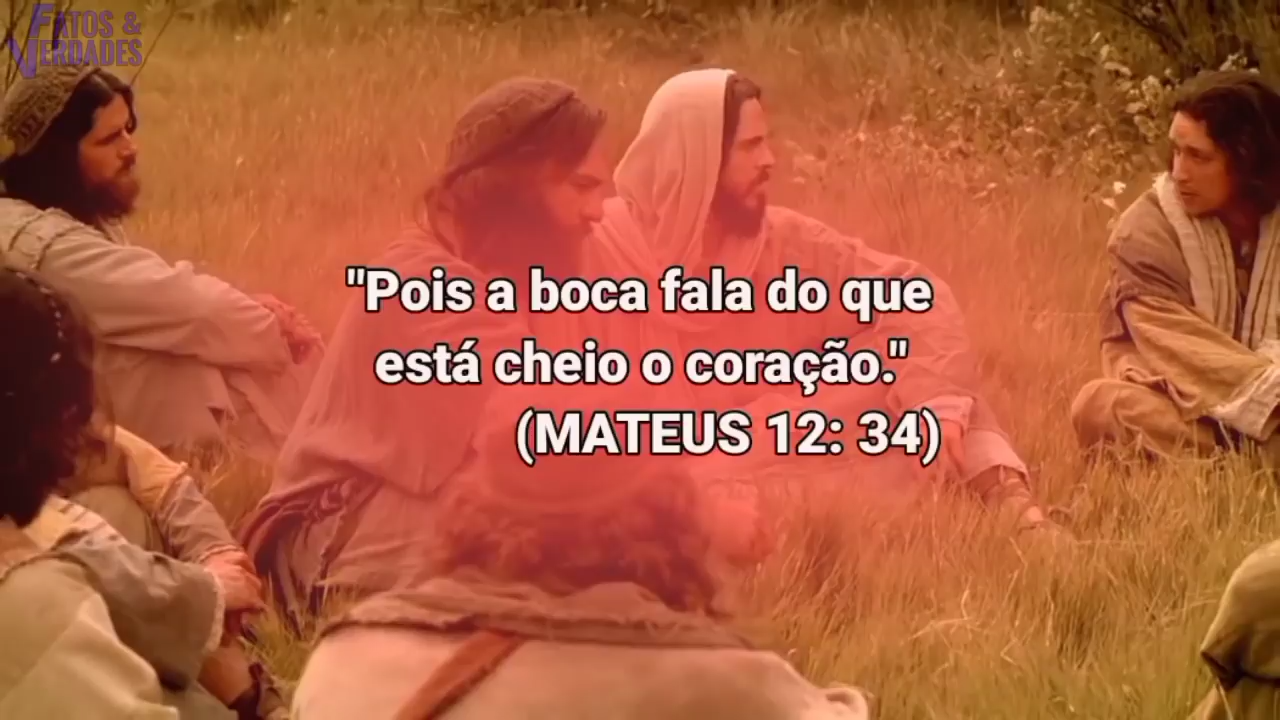 FATOS &
VERDADES
"Pois a boca fala do que
está cheio o coração."
(MATEUS 12: 34)